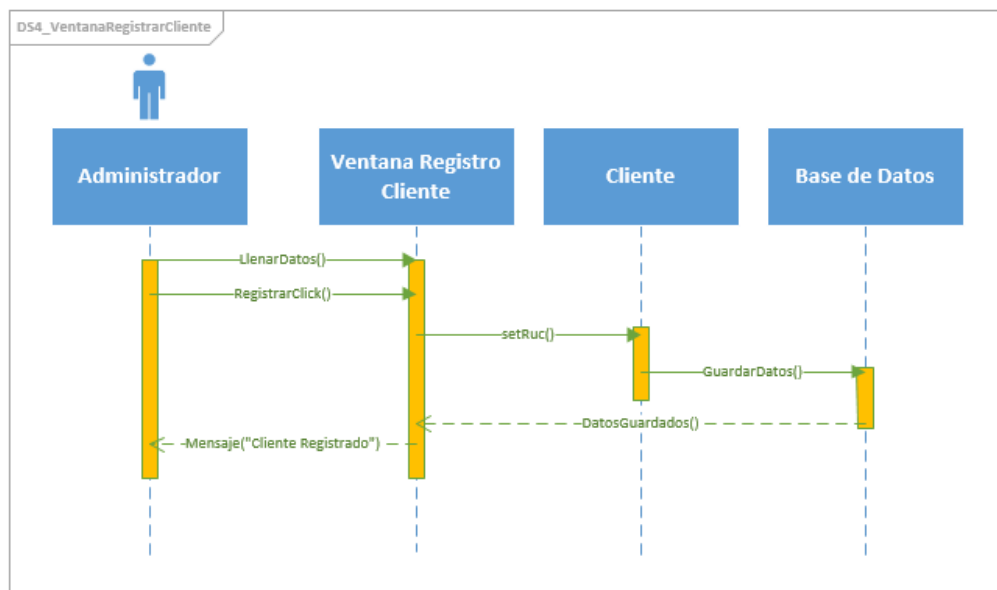 DS4_VentanaRegistrarCliente
Administrador
Ventana Registro
Cliente
Cliente
Base de Datos
LlenarDatos()
RegistrarClick()
setRuc()
GuardarDatos()
DatosGuardados()
Mensaje("Cliente Registrado")